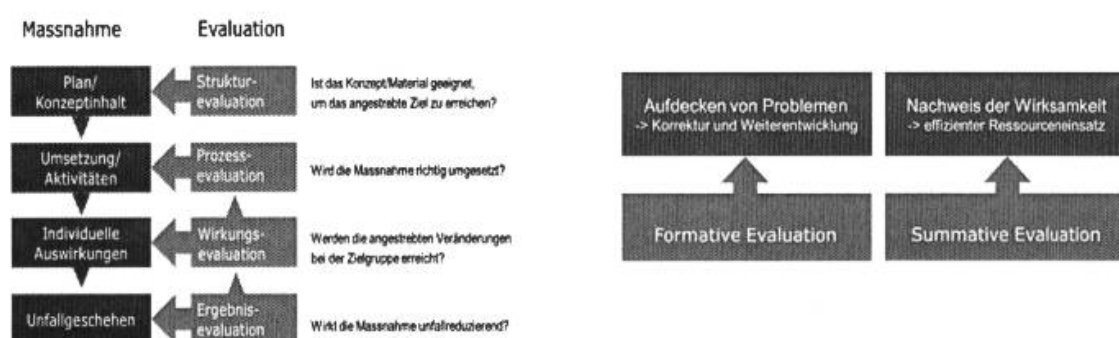 Massnahme
Evaluation
Plan/
Konzeptinhalt
Struktur-
evaluation
Ist das Konzept/Material geeignet,
um das angestrebte Ziel zu erreichen?
Umsetzung/
Aktivitäten
Prozess-
evaluation
Wird die Massnahme richtig umgesetzt?
Individuelle
Auswirkungen
Wirkungs-
evaluation
Werden die angestrebten Veränderungen
bei der Zielgruppe erreicht?
Unfallgeschehen
Ergebnis-
evaluation
Wirkt die Massnahme unfallreduzierend?
Aufdecken von Problemen
-> Korrektur und Weiterentwicklung
Formative Evaluation
Nachweis der Wirksamkeit
-> effizienter Ressourceneinsatz
Summative Evaluation